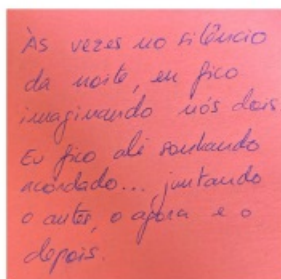 Às vezes no silêncio
da noite, eu fico
imaginando nós dois
Eu fico ali sonhando
acordado... juntando
o antes, o agora e o
depois.